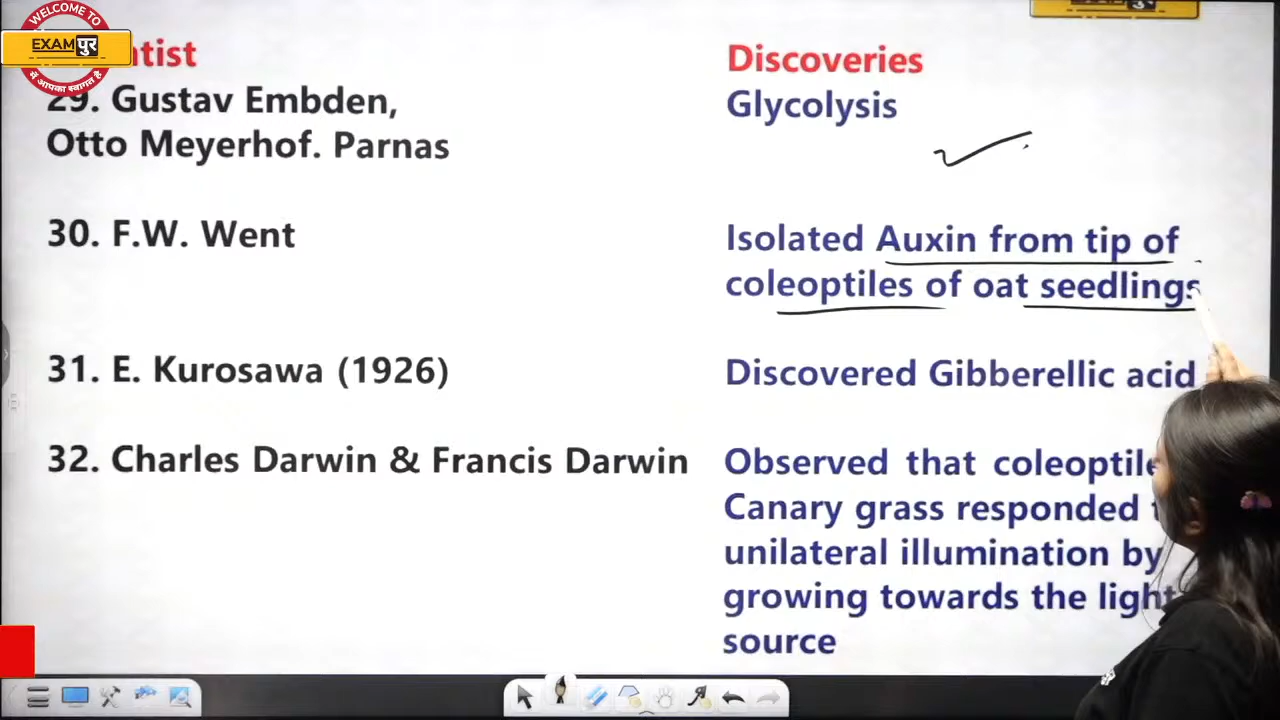 WELCOME TO
EXAMपुर
में आपका स्वागत है
Discoveries
29. Gustav Embden,
Glycolysis
Otto Meyerhof. Parnas
30. F.W. Went
Isolated Auxin from tip of
coleoptiles of oat seedlings
31. E. Kurosawa (1926)
Discovered Gibberellic acid
32. Charles Darwin & Francis Darwin
Observed that
Canary grass responded
unilateral illumination by
growing towards the light
source